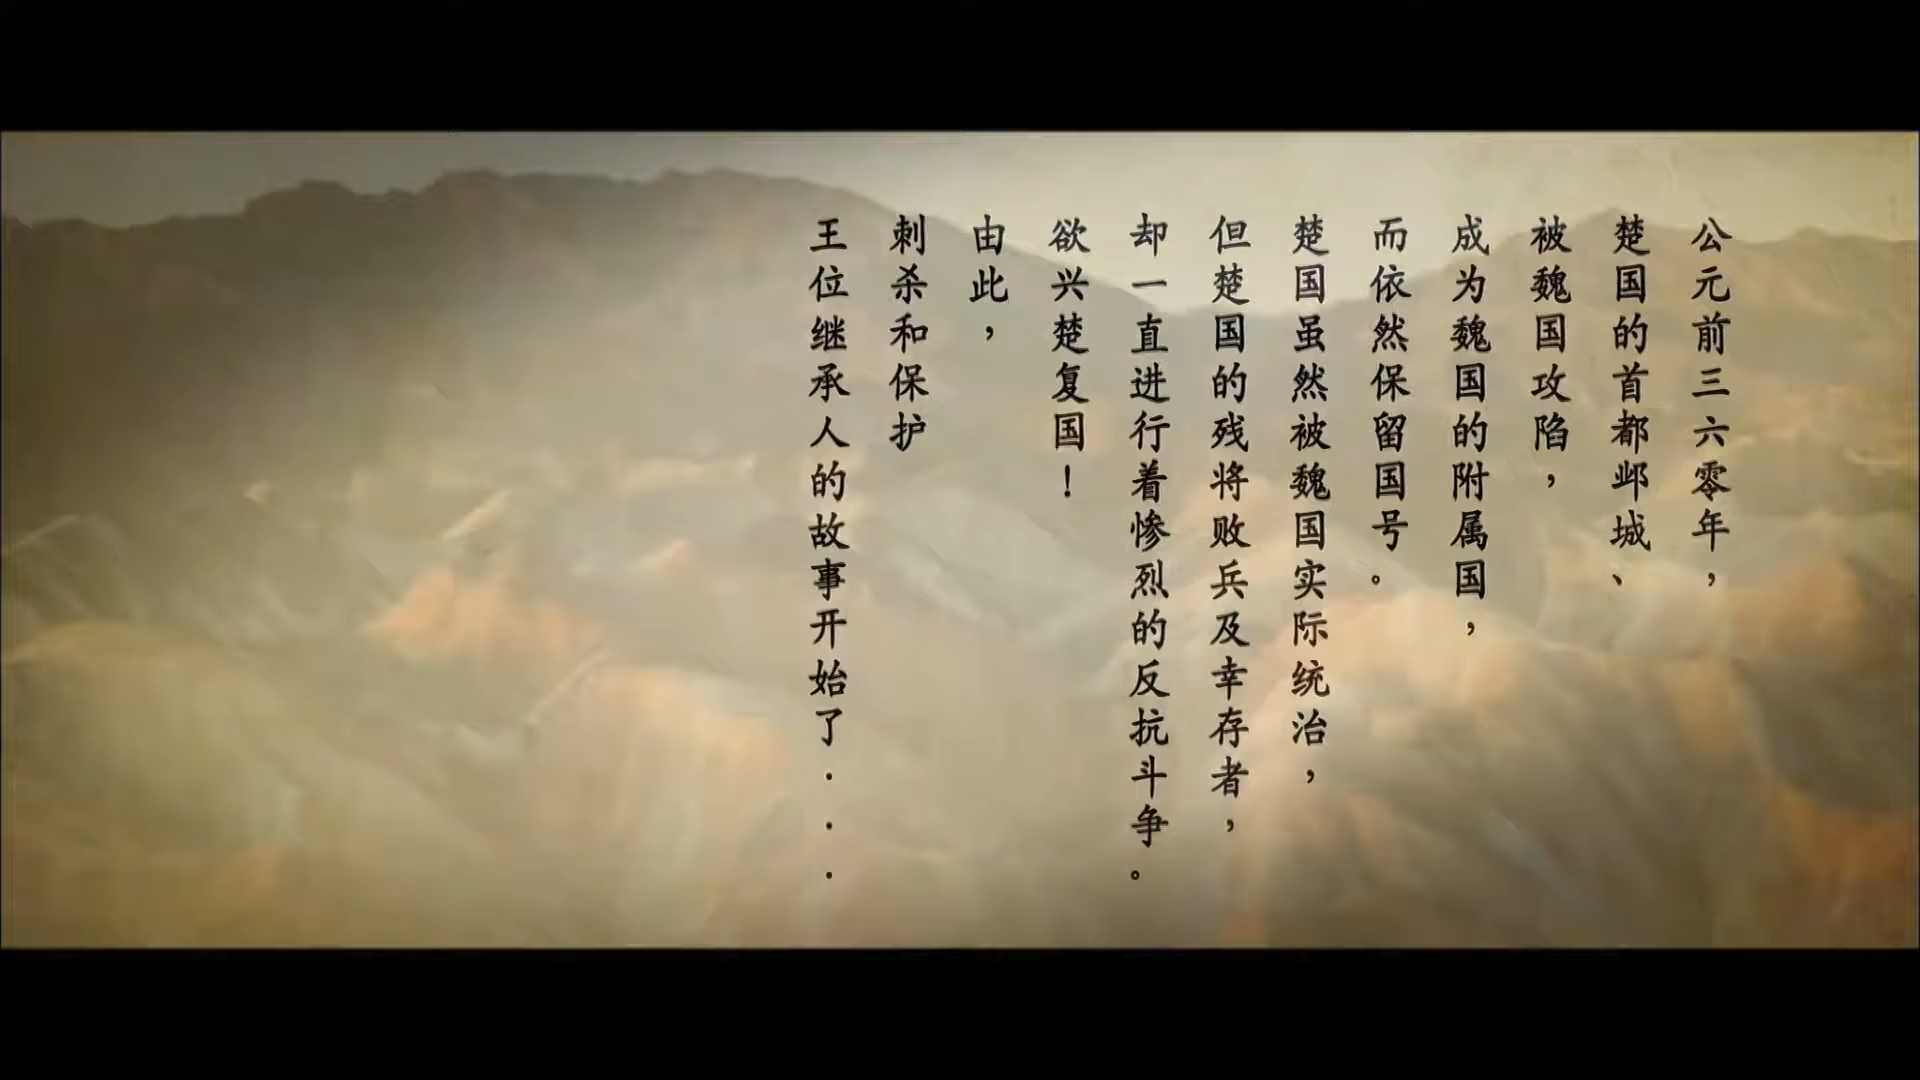 公元前三六零年，
楚国的首都邺城、
被魏国攻陷，
成为魏国的附属国，
而依然保留国号。
楚国虽然被魏国实际统治，
但楚国的残将败兵及幸存者，
却一直进行着惨烈的反抗斗争。
欲兴楚复国！
由此，
刺杀和保护
王位继承人的故事开始了...